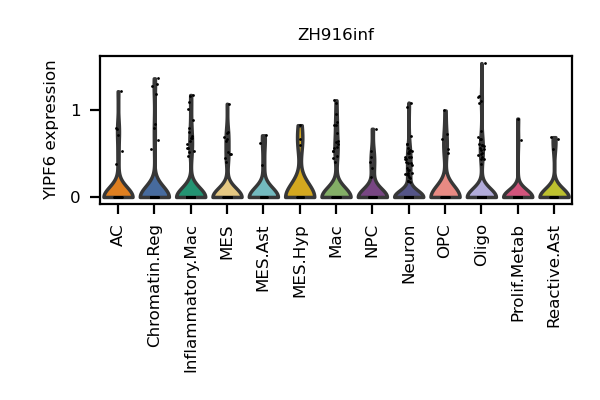 ZH916inf
YIPF6 expression
1
0
AC
Chromatin.Reg
Inflammatory.Mac
MES
MES.Ast
MES.Hyp
Mac
NPC
Neuron
OPC
Oligo
Prolif.Metab
Reactive.Ast